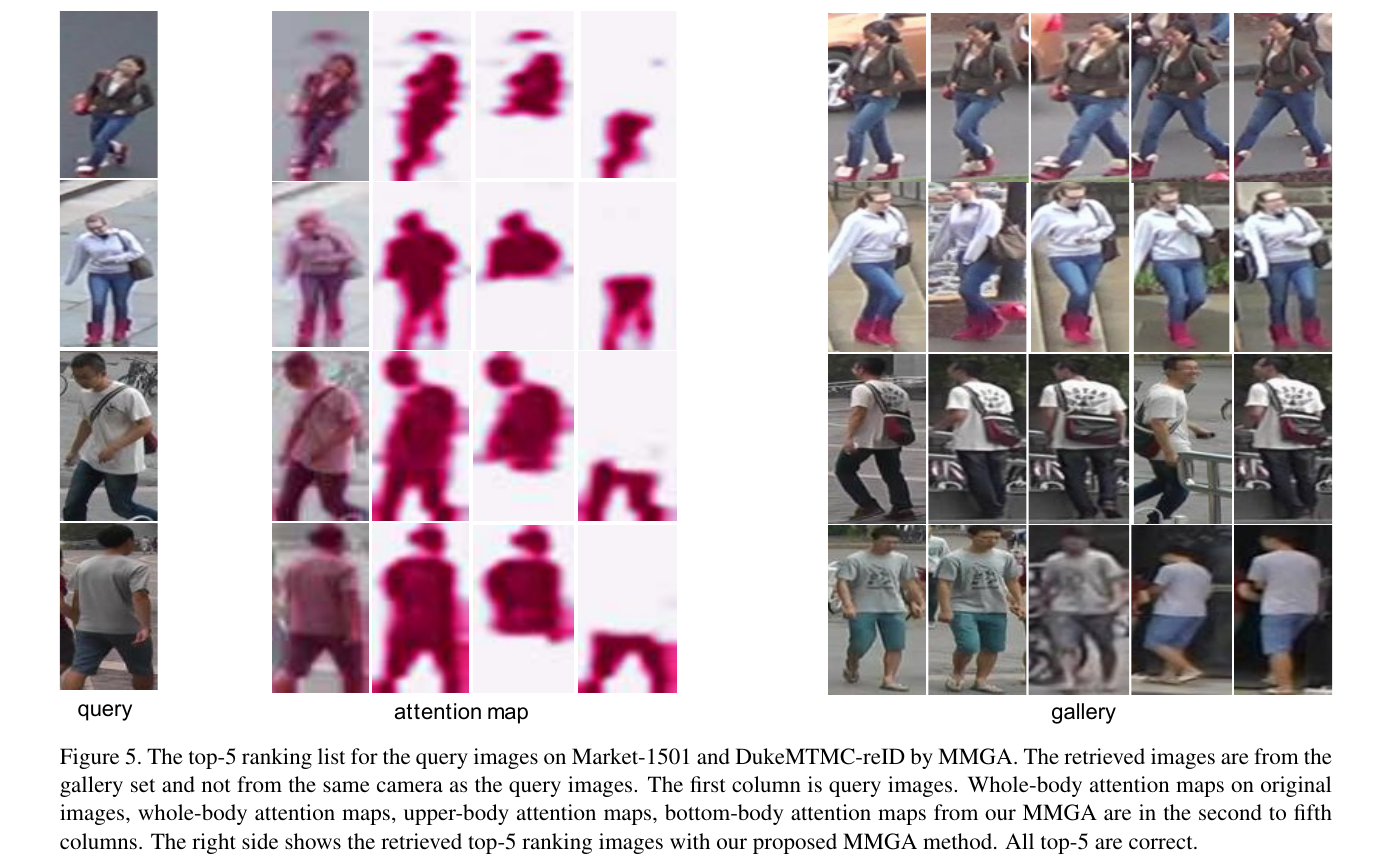 query
attention map
gallery
Figure 5. The top-5 ranking list for the query images on Market-1501 and DukeMTMC-reID by MMGA. The retrieved images are from the
gallery set and not from the same camera as the query images. The first column is query images. Whole-body attention maps on original
images, whole-body attention maps, upper-body attention maps, bottom-body attention maps from our MMGA are in the second to fifth
columns. The right side shows the retrieved top-5 ranking images with our proposed MMGA method. All top-5 are correct.